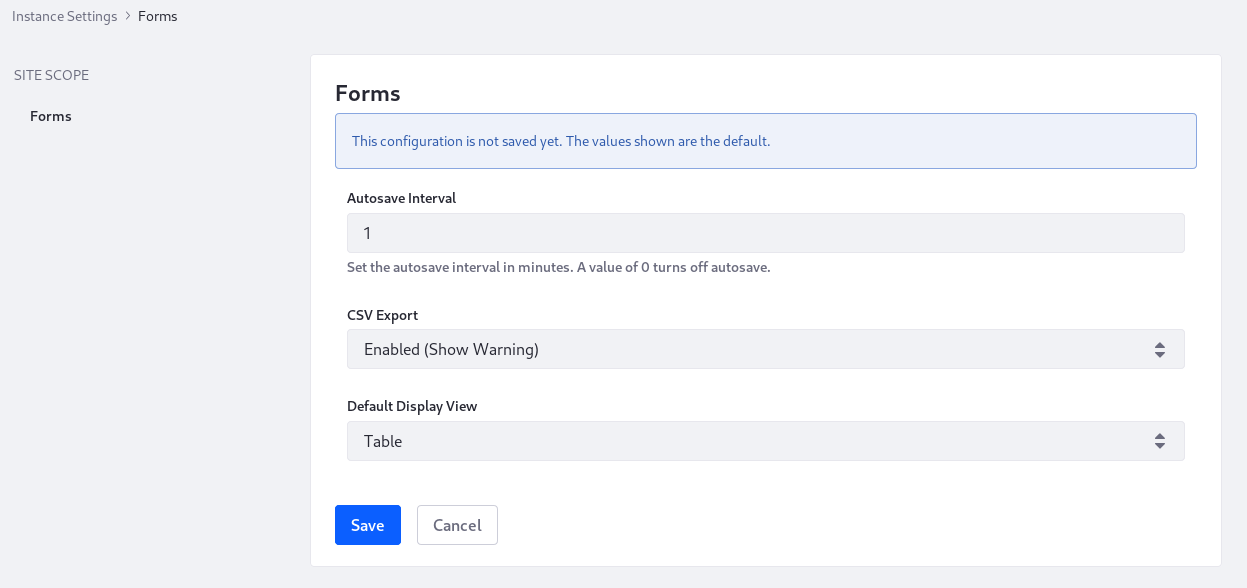 Instance Settings > Forms
SITE SCOPE
Forms
Forms
This configuration is not saved yet. The values shown are the default.
Autosave Interval
1
Set the autosave interval in minutes. A value of 0 turns off autosave.
CSV Export
Enabled (Show Warning)
Default Display View
Table
Save Cancel